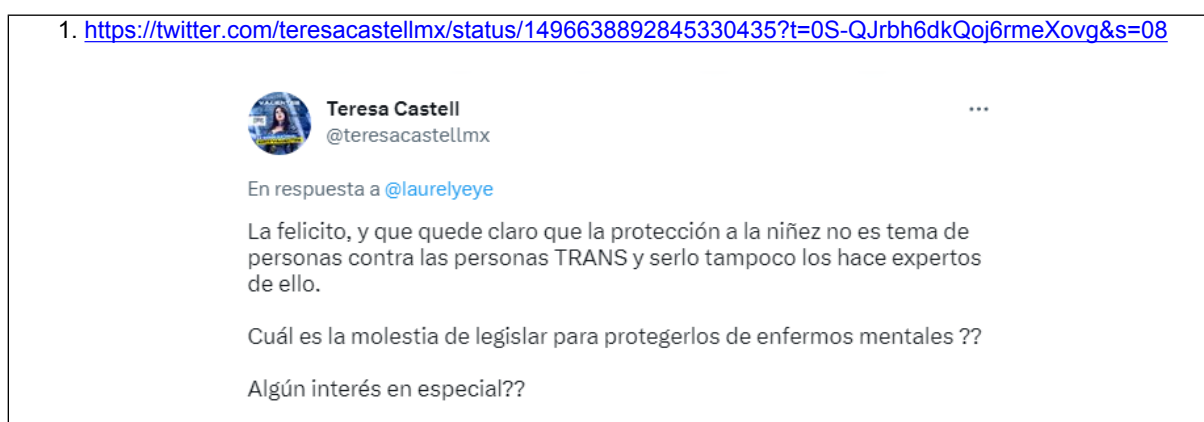 1. https://twitter.com/teresacastellmx/status/1496638892845330435?t=0S-QJrbh6dkQoj6rmeXovg&s=08
Teresa Castell
@teresacastellmx
En respuesta a @laurelyeye
La felicito, y que quede claro que la protección a la niñez no es tema de
personas contra las personas TRANS y serlo tampoco los hace expertos
de ello.
Cuál es la molestia de legislar para protegerlos de enfermos mentales ??
Algún interés en especial??